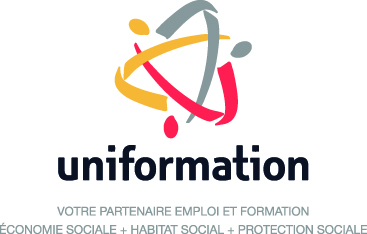 uniformation
VOTRE PARTENAIRE EMPLOI ET FORMATION
ÉCONOMIE SOCIALE + HABITAT SOCIAL + PROTECTION SOCIALE